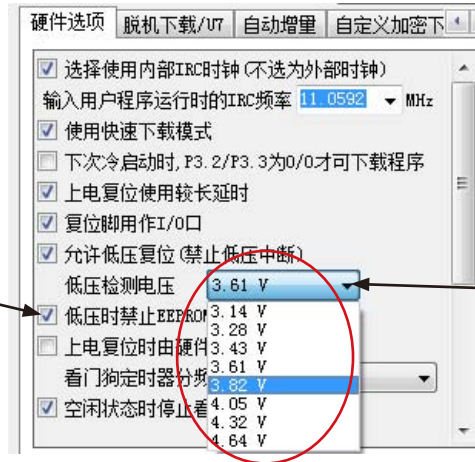 硬件选项 脱机下载/U7 自动增量 自定义加密下
选择使用内部IRC时钟(不选为外部时钟)
输入用户程序运行时的IRC频率 11.0592 MHz
使用快速下载模式
下次冷启动时,P3.2/P3.3为0/0才可下载程序
上电复位使用较长延时
复位脚用作I/O口
允许低压复位(禁止低压中断)
低压检测电压 3.61 V
低压时禁止EEPROM
3.14 V
3.28 V
上电复位时由硬件
3.43 V
3.61 V
看门狗定时器分频
3.82 V
4.05 V
空闲状态时停止看
4.32 V
4.64 V